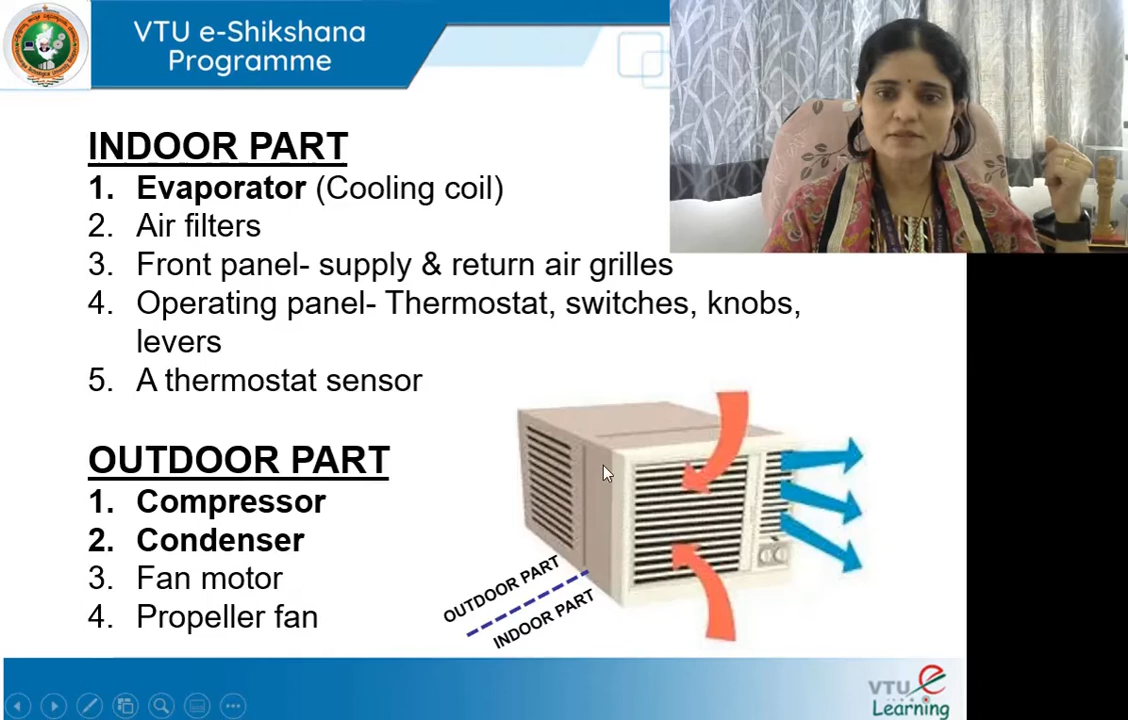 VTU e-Shikshana
Programme
INDOOR PART
1. Evaporator (Cooling coil)
2. Air filters
3. Front panel- supply & return air grilles
4. Operating panel- Thermostat, switches, knobs,
levers
5. A thermostat sensor
OUTDOOR PART
1. Compressor
2. Condenser
3. Fan motor
4. Propeller fan
OUTDOOR PART
INDOOR PART
VTU e
Learning